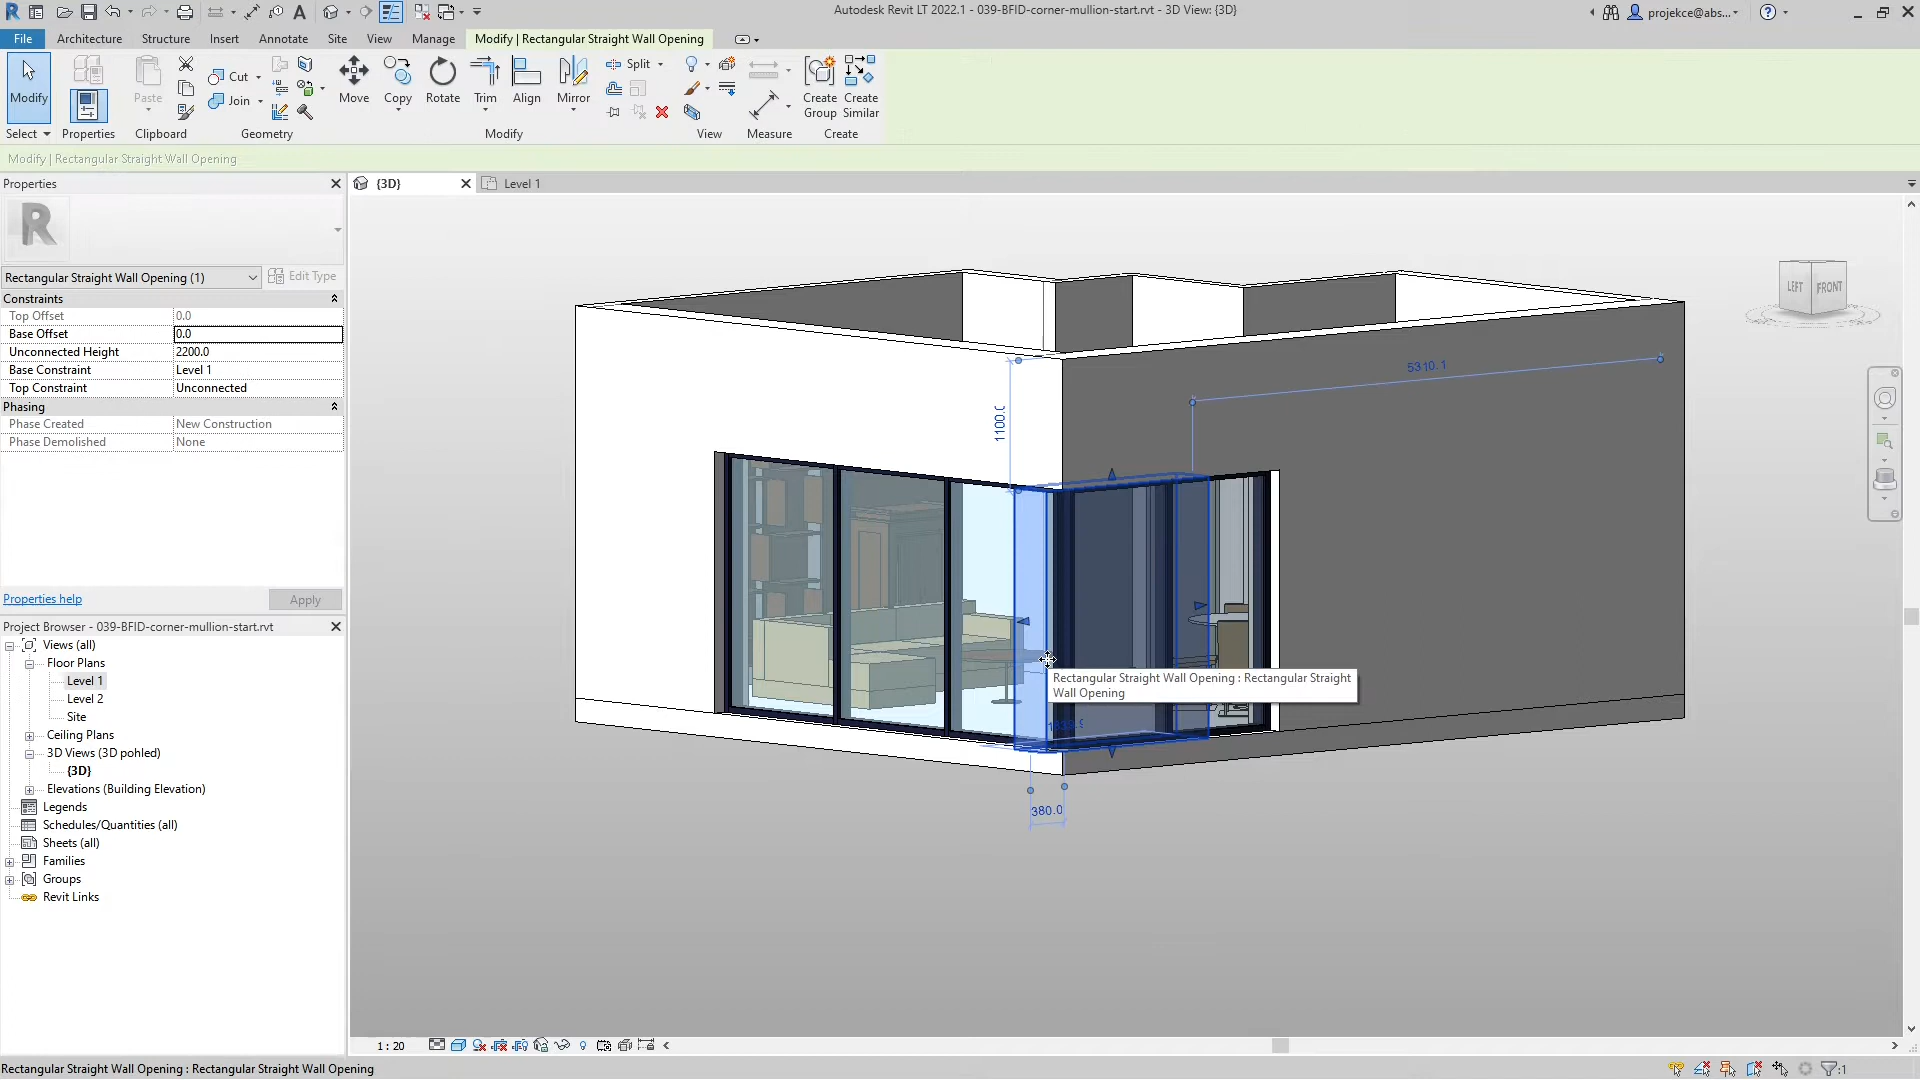 Autodesk Revit LT 2022.1 - 039-BFID-corner-mullion-start.rvt - 3D View: {3D}
projekce@abs...
File
Architecture
Structure
Insert
Annotate
Site
View
Manage
Modify | Rectangular Straight Wall Opening
Modify
Paste
Cut
Join
Move
Copy
Rotate
Trim
Align
Mirror
Split
Create Group
Create Similar
Select
Properties
Clipboard
Geometry
Modify
View
Measure
Create
Modify | Rectangular Straight Wall Opening
Properties
{3D}
Level 1
R
Rectangular Straight Wall Opening (1)
Edit Type
Constraints
Top Offset 0.0
Base Offset 0.0
Unconnected Height 2200.0
Base Constraint Level 1
Top Constraint Unconnected
Phasing
Phase Created New Construction
Phase Demolished None
Properties help
Apply
Project Browser - 039-BFID-corner-mullion-start.rvt
Views (all)
Floor Plans
Level 1
Level 2
Site
Ceiling Plans
3D Views (3D pohled)
{3D}
Elevations (Building Elevation)
Legends
Schedules/Quantities (all)
Sheets (all)
Families
Groups
Revit Links
LEFT
FRONT
5310.1
1100.0
380.0
Rectangular Straight Wall Opening : Rectangular Straight
Wall Opening
1 : 20
Rectangular Straight Wall Opening : Rectangular Straight Wall Opening
:1